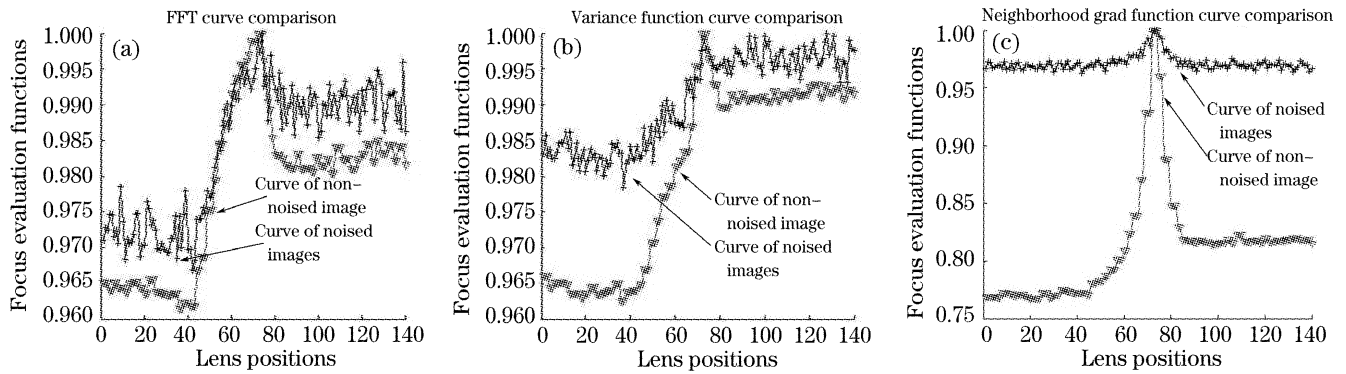 FFT curve comparison
(a)
Focus evaluation functions
1.000
0.995
0.990
0.985
0.980
0.975
0.970
0.965
0.960
Curve of non-
noised image
Curve of noised
images
0 20 40 60 80 100 120 140
Lens positions
Variance function curve comparison
(b)
Focus evaluation functions
1.000
0.995
0.990
0.985
0.980
0.975
0.970
0.965
0.960
Curve of non-
noised image
Curve of noised
images
0 20 40 60 80 100 120 140
Lens positions
Neighborhood grad function curve comparison
(c)
Focus evaluation functions
1.00
0.95
0.90
0.85
0.80
0.75
Curve of noised
images
Curve of non-
noised image
0 20 40 60 80 100 120 140
Lens positions